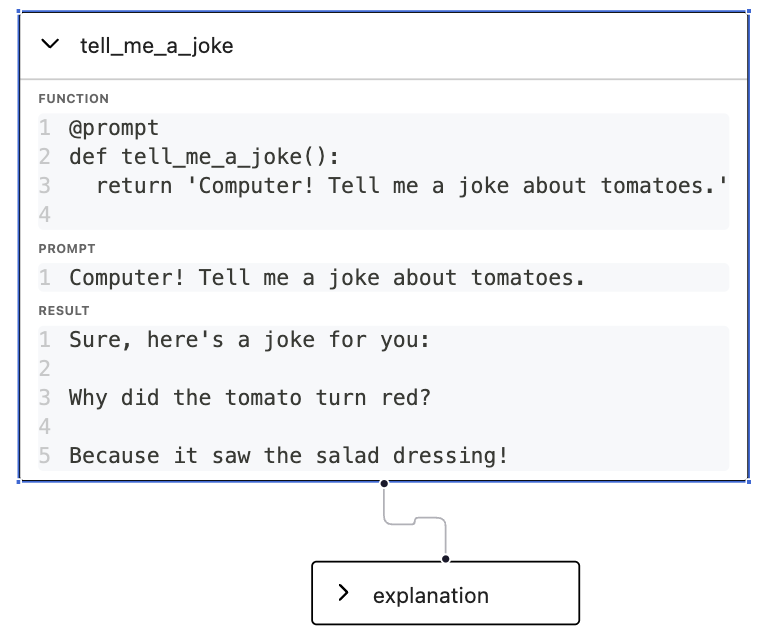 tell_me_a_joke
FUNCTION
1 @prompt
2 def tell_me_a_joke():
3   return 'Computer! Tell me a joke about tomatoes.'
4
PROMPT
1 Computer! Tell me a joke about tomatoes.
RESULT
1 Sure, here's a joke for you:
2
3 Why did the tomato turn red?
4
5 Because it saw the salad dressing!
explanation